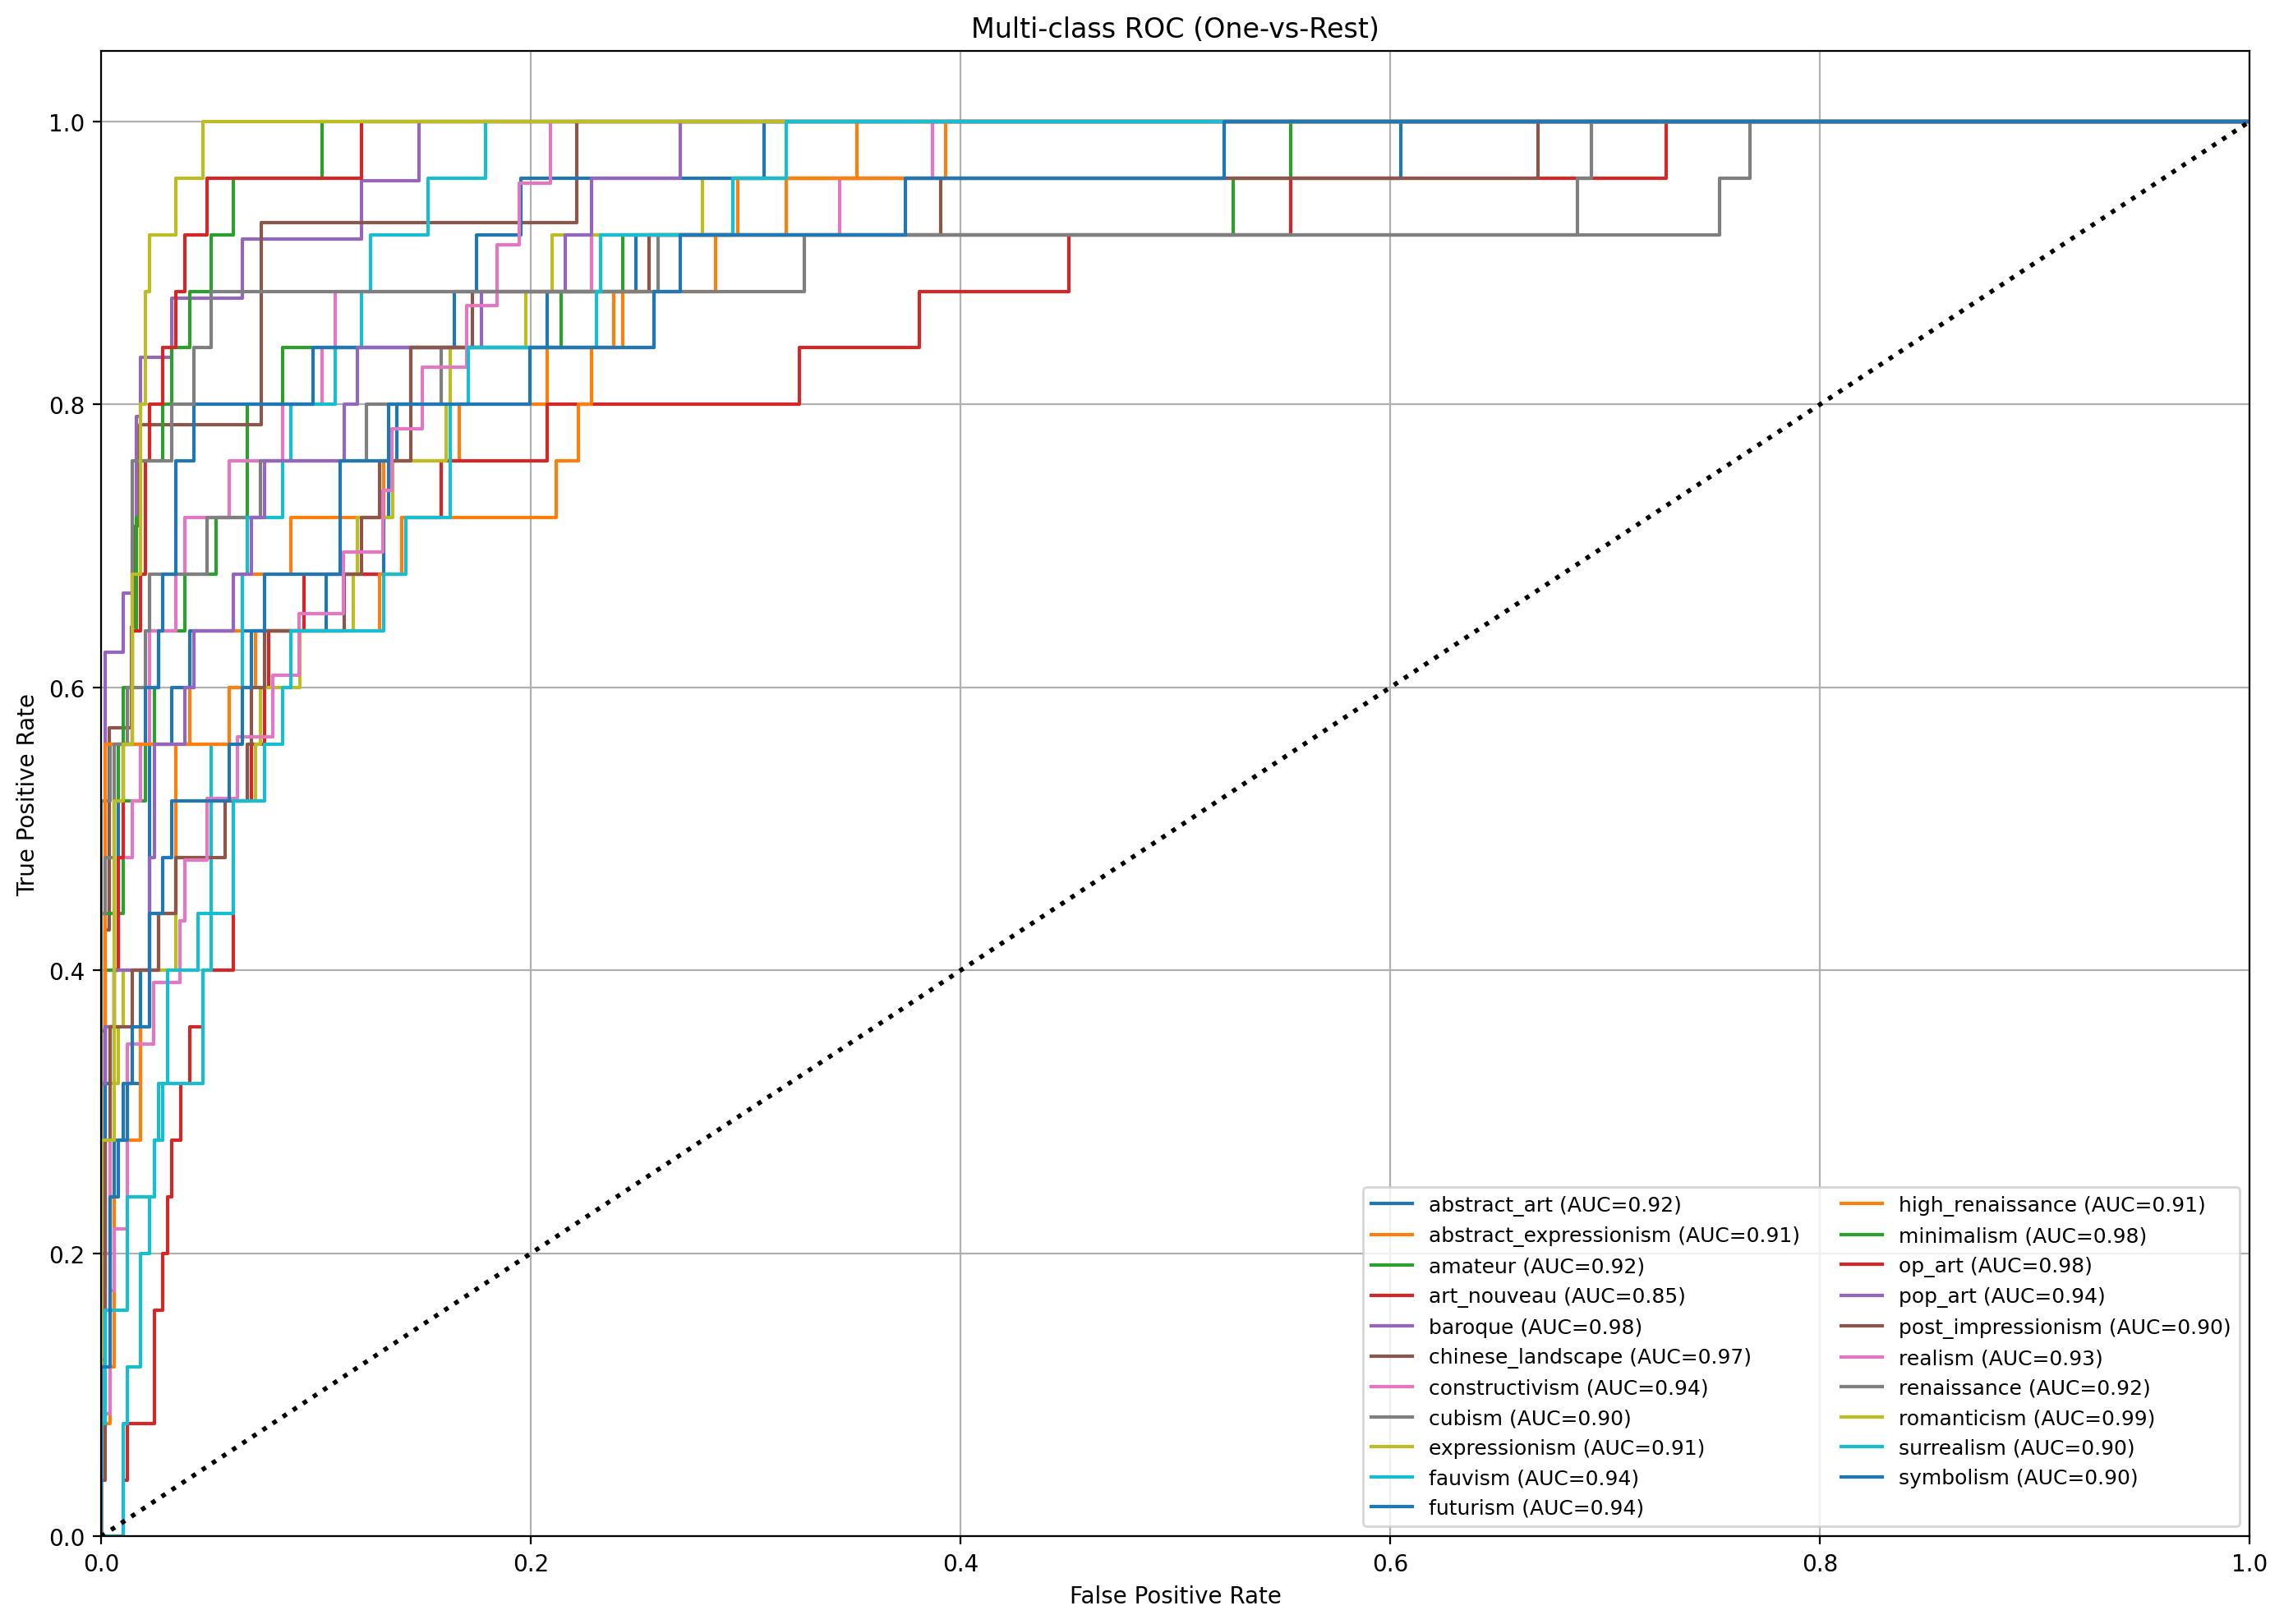 Multi-class ROC (One-vs-Rest)
1.0
0.8
0.6
0.4
0.2
0.0
True Positive Rate
0.0
0.2
0.4
0.6
0.8
1.0
False Positive Rate
abstract_art (AUC=0.92)
abstract_expressionism (AUC=0.91)
amateur (AUC=0.92)
art_nouveau (AUC=0.85)
baroque (AUC=0.98)
chinese_landscape (AUC=0.97)
constructivism (AUC=0.94)
cubism (AUC=0.90)
expressionism (AUC=0.91)
fauvism (AUC=0.94)
futurism (AUC=0.94)
high_renaissance (AUC=0.91)
minimalism (AUC=0.98)
op_art (AUC=0.98)
pop_art (AUC=0.94)
post_impressionism (AUC=0.90)
realism (AUC=0.93)
renaissance (AUC=0.92)
romanticism (AUC=0.99)
surrealism (AUC=0.90)
symbolism (AUC=0.90)